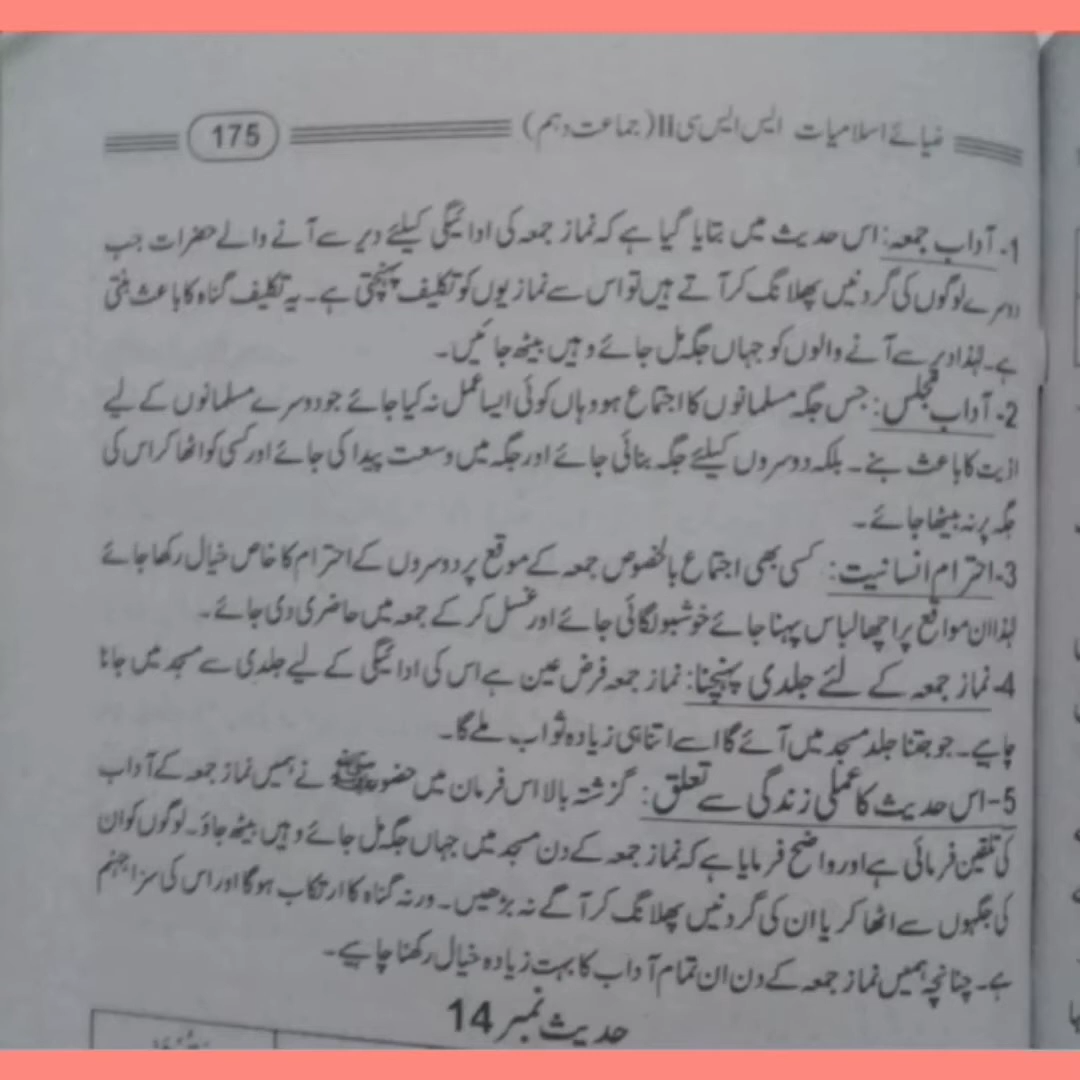 ضیائے اسلامیات ایس ایس سی II (جماعت دہم) 175
1- آداب جمعہ: اس حدیث میں بتایا گیا ہے کہ نماز جمعہ کی ادائیگی کیلئے دیر سے آنے والے حضرات جب
دوسرے لوگوں کی گردنیں پھلانگ کر آتے ہیں تو اس سے نمازیوں کو تکلیف پہنچتی ہے۔ یہ تکلیف گناہ کا باعث بنتی
ہے۔ لہٰذا دیر سے آنے والوں کو جہاں جگہ مل جائے وہیں بیٹھ جائیں۔
2- آداب مجلس: جس جگہ مسلمانوں کا اجتماع ہو وہاں کوئی ایسا عمل نہ کیا جائے جو دوسرے مسلمانوں کے لیے
اذیت کا باعث بنے۔ بلکہ دوسروں کیلئے جگہ بنائی جائے اور جگہ میں وسعت پیدا کی جائے اور کسی کو اٹھا کر اس کی
جگہ پر نہ بیٹھا جائے۔
3- احترام انسانیت: کسی بھی اجتماع بالخصوص جمعہ کے موقع پر دوسروں کے احترام کا خاص خیال رکھا جائے
لہٰذا ان مواقع پر اچھا لباس پہنا جائے خوشبو لگائی جائے اور غسل کر کے جمعہ میں حاضری دی جائے۔
4- نماز جمعہ کے لئے جلدی پہنچنا: نماز جمعہ فرض عین ہے اس کی ادائیگی کے لیے جلدی سے مسجد میں جانا
چاہیے۔ جو جتنا جلد مسجد میں آئے گا اسے اتنا ہی زیادہ ثواب ملے گا۔
5- اس حدیث کا عملی زندگی سے تعلق: گزشتہ بالا اس فرمان میں حضور ﷺ نے ہمیں نماز جمعہ کے آداب
کی تلقین فرمائی ہے اور واضح فرمایا ہے کہ نماز جمعہ کے دن مسجد میں جہاں جگہ مل جائے وہیں بیٹھ جاؤ۔ لوگوں کو ان
کی جگہوں سے اٹھا کر یا ان کی گردنیں پھلانگ کر آگے نہ بڑھیں۔ ورنہ گناہ کا ارتکاب ہوگا اور اس کی سزا جہنم
ہے۔ چنانچہ ہمیں نماز جمعہ کے دن ان تمام آداب کا بہت زیادہ خیال رکھنا چاہیے۔
حدیث نمبر 14